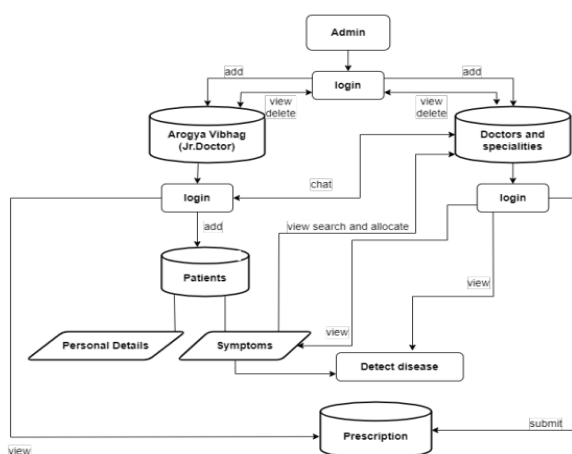 Admin
add
login
add
view
delete
view
delete
Arogya Vibhag
(Jr.Doctor)
Doctors and
specialities
chat
login
login
add
view search and allocate
Patients
view
Personal Details
Symptoms
view
Detect disease
Prescription
submit
view